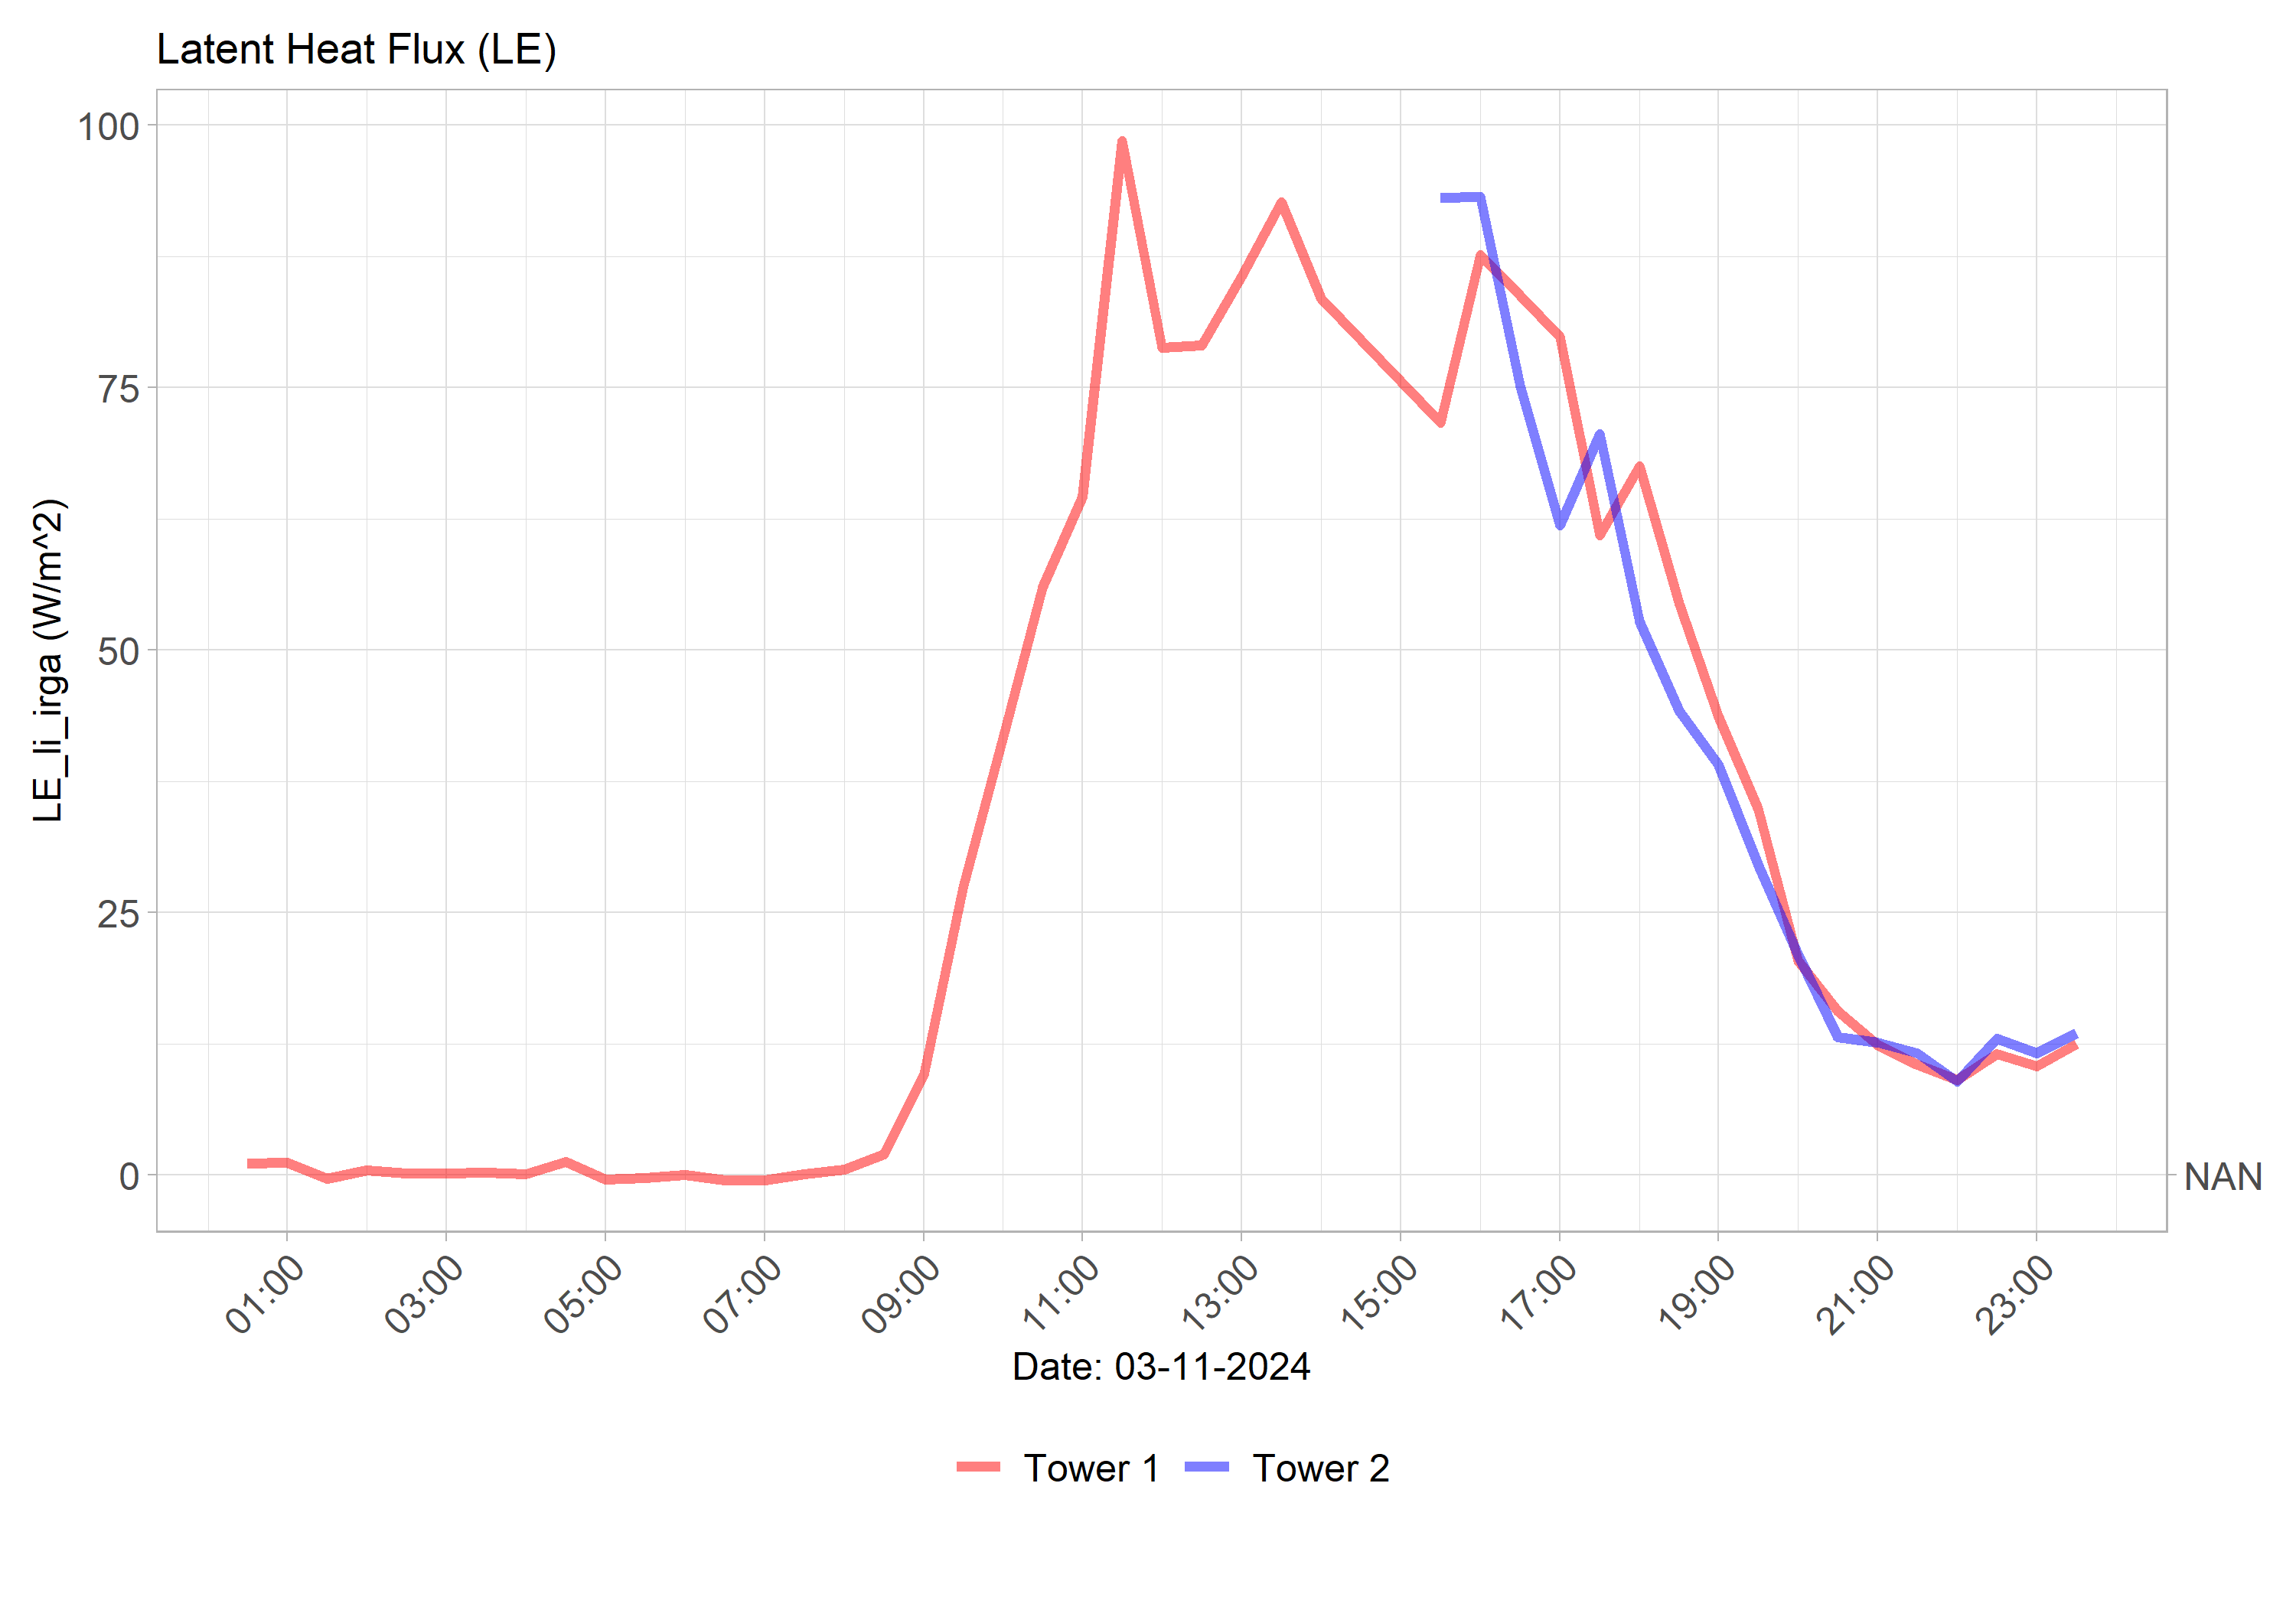 Latent Heat Flux (LE)
LE_li_irga (W/m^2)
100
75
50
25
0
NAN
01:00
03:00
05:00
07:00
09:00
11:00
13:00
15:00
17:00
19:00
21:00
23:00
Date: 03-11-2024
Tower 1
Tower 2